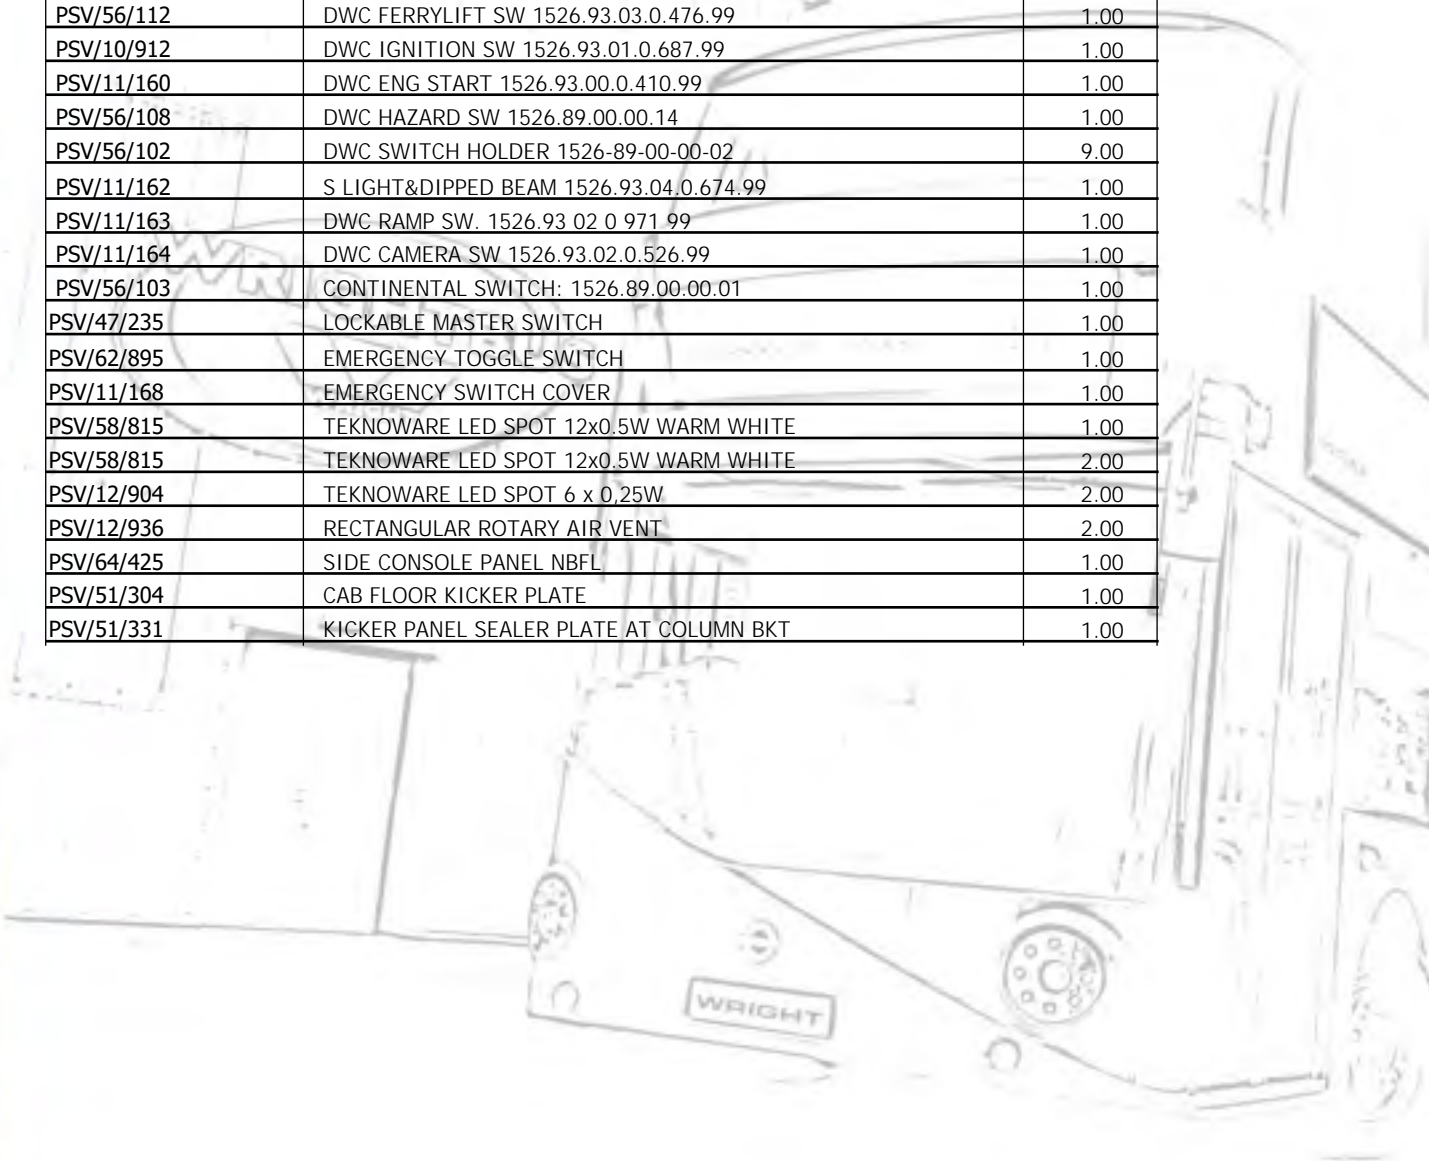 PSV/56/112 DWC FERRYLIFT SW 1526.93.03.0.476.99 1.00
PSV/10/912 DWC IGNITION SW 1526.93.01.0.687.99 1.00
PSV/11/160 DWC ENG START 1526.93.00.0.410.99 1.00
PSV/56/108 DWC HAZARD SW 1526.89.00.00.14 1.00
PSV/56/102 DWC SWITCH HOLDER 1526-89-00-00-02 9.00
PSV/11/162 S LIGHT&DIPPED BEAM 1526.93.04.0.674.99 1.00
PSV/11/163 DWC RAMP SW. 1526.93 02 0 971 99 1.00
PSV/11/164 DWC CAMERA SW 1526.93.02.0.526.99 1.00
PSV/56/103 CONTINENTAL SWITCH: 1526.89.00.00.01 1.00
PSV/47/235 LOCKABLE MASTER SWITCH 1.00
PSV/62/895 EMERGENCY TOGGLE SWITCH 1.00
PSV/11/168 EMERGENCY SWITCH COVER 1.00
PSV/58/815 TEKNOWARE LED SPOT 12x0.5W WARM WHITE 1.00
PSV/58/815 TEKNOWARE LED SPOT 12x0.5W WARM WHITE 2.00
PSV/12/904 TEKNOWARE LED SPOT 6 x 0,25W 2.00
PSV/12/936 RECTANGULAR ROTARY AIR VENT 2.00
PSV/64/425 SIDE CONSOLE PANEL NBFL 1.00
PSV/51/304 CAB FLOOR KICKER PLATE 1.00
PSV/51/331 KICKER PANEL SEALER PLATE AT COLUMN BKT 1.00
WRIGHTBUS
WRIGHT